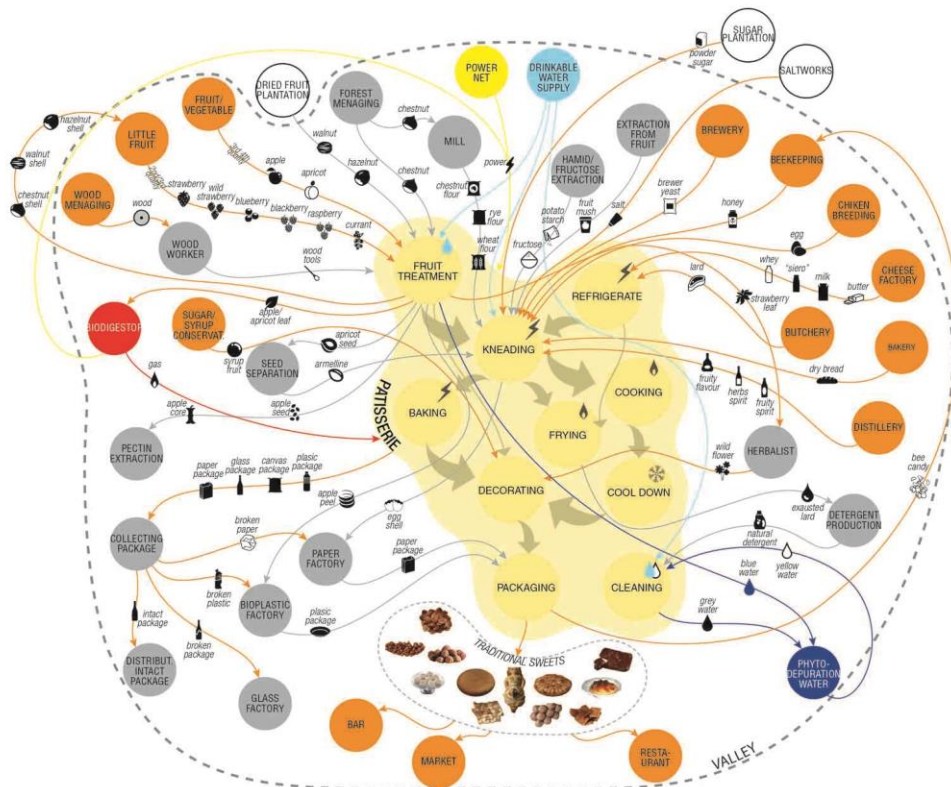 SUGAR
PLANTATION
powder
sugar
SALTWORKS
POWER
NET
DRINKABLE
WATER
SUPPLY
DRIED FRUIT
PLANTATION
FOREST
MENAGING
FRUIT/
VEGETABLE
hazelnut
shell
chestnut
walnut
LITTLE
FRUIT
MILL
EXTRACTION
FROM
FRUIT
BREWERY
BEEKEEPING
walnut
shell
hazelnut
apple
power
HAMID/
FRUCTOSE
EXTRACTION
chestnut
chestnut
flour
chestnut
shell
strawberry
apricot
wild
strawberry
blueberry
blackberry
raspberry
currant
WOOD
MENAGING
wood
rye
flour
potato
starch
fruit
mush
salt
brewer
yeast
honey
CHIKEN
BREEDING
egg
WOOD
WORKER
wood
tools
wheat
flour
fructose
FRUIT
TREATMENT
REFRIGERATE
lard
whey
"siero"
milk
butter
CHEESE
FACTORY
strawberry
leaf
BIODIGESTOR
SUGAR/
SYRUP
CONSERVAT.
apple/
apricot leaf
apricot
seed
BUTCHERY
BAKERY
syrup
fruit
SEED
SEPARATION
armelline
KNEADING
dry bread
gas
COOKING
fruity
flavour
herbs
spirit
fruity
spirit
PATISSERIE
BAKING
apple
core
apple
seed
FRYING
DISTILLERY
PECTIN
EXTRACTION
wild
flower
HERBALIST
bee
candy
paper
package
glass
package
canvas
package
plasic
package
DECORATING
COOL DOWN
apple
peel
egg
shell
exausted
lard
DETERGENT
PRODUCTION
natural
detergent
COLLECTING
PACKAGE
broken
paper
PAPER
FACTORY
paper
package
yellow
water
blue
water
broken
plastic
BIOPLASTIC
FACTORY
plasic
package
PACKAGING
CLEANING
grey
water
intact
package
broken
package
DISTRIBUT.
INTACT
PACKAGE
GLASS
FACTORY
TRADITIONAL SWEETS
PHYTO-
DEPURATION
WATER
BAR
MARKET
RESTA-
URANT
VALLEY